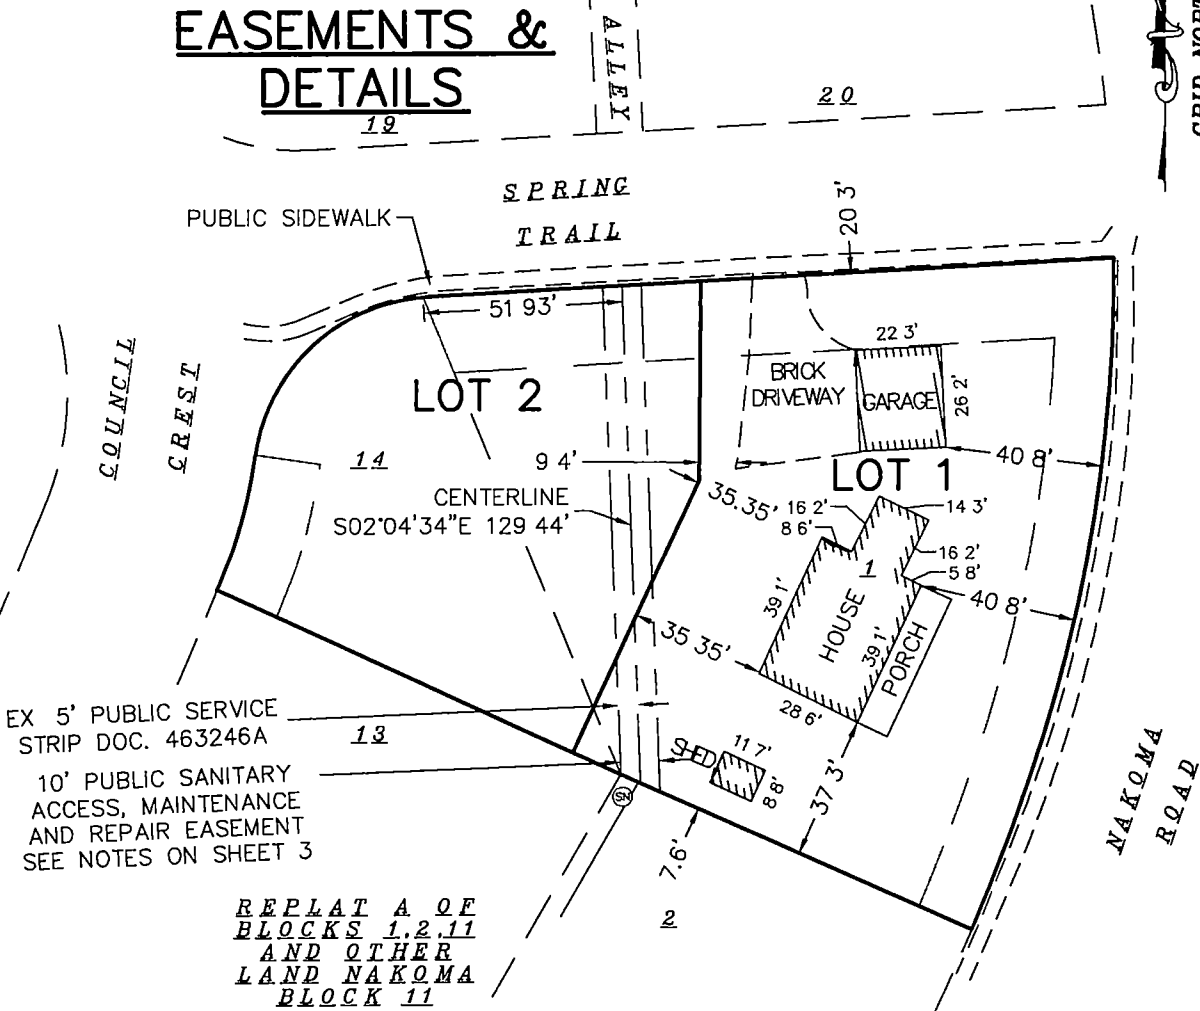 EASEMENTS &
DETAILS
19
ALLEY
20
GRID NORT
SPRING
TRAIL
PUBLIC SIDEWALK
20 3'
51 93'
COUNCIL
CREST
LOT 2
22 3'
BRICK
DRIVEWAY
GARAGE
26 2'
14
9 4'
LOT 1
40 8'
CENTERLINE
S02°04'34"E 129 44'
35.35'
16 2'
8 6'
14 3'
16 2'
5 8'
1
39 1'
HOUSE
39 1'
PORCH
40 8'
35 35'
28 6'
EX 5' PUBLIC SERVICE
STRIP DOC. 463246A
13
SHED
11 7'
8 8'
37 3'
10' PUBLIC SANITARY
ACCESS, MAINTENANCE
AND REPAIR EASEMENT
SEE NOTES ON SHEET 3
SN
7.6'
NAKOMA
ROAD
2
REPLAT A OF
BLOCKS 1,2,11
AND OTHER
LAND NAKOMA
BLOCK 11